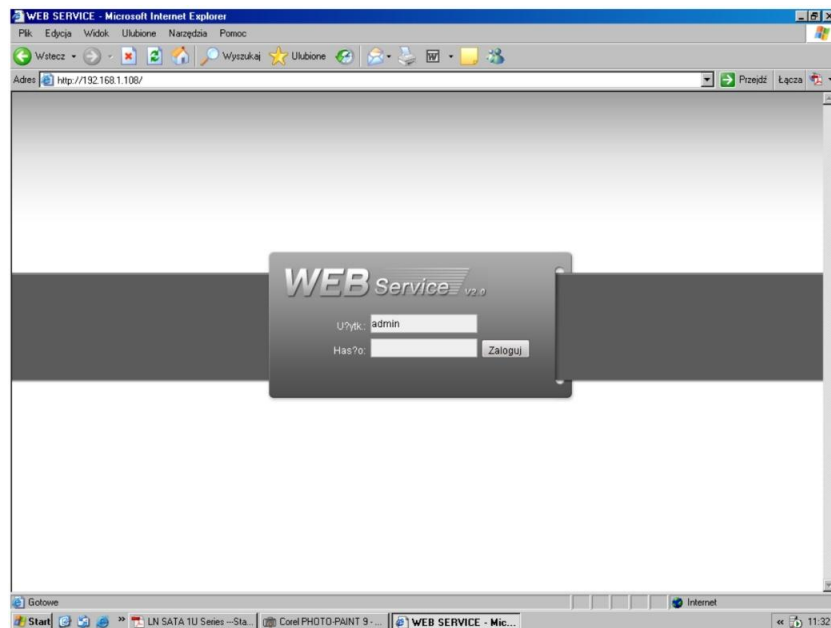 WEB SERVICE - Microsoft Internet Explorer
Plik Edycja Widok Ulubione Narzędzia Pomoc
Wstecz Wyszukaj Ulubione
Adres http://192.168.1.108/ Przejdź Łącza
WEB Service V2.0
U?ytk.: admin
Has?o: Zaloguj
Gotowe Internet
Start » LN SATA 1U Series ---Sta... Corel PHOTO-PAINT 9 - ... WEB SERVICE - Mic... « 11:32